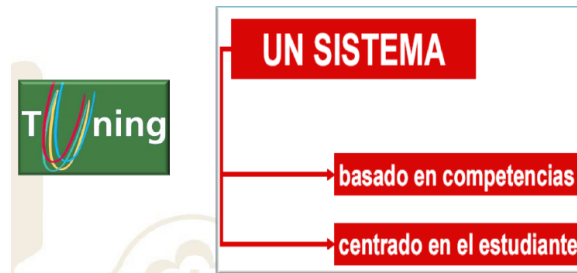 UN SISTEMA
Tuning
basado en competencias
centrado en el estudiante